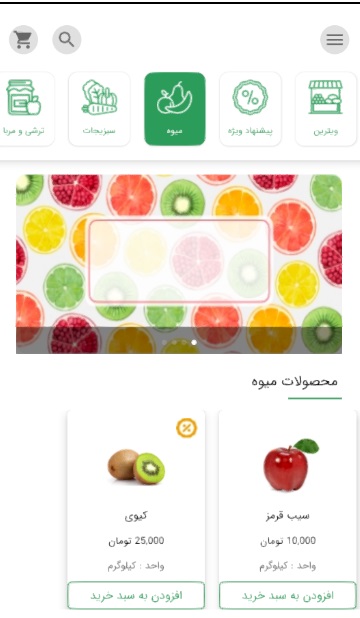 ویترین
پیشنهاد ویژه
میوه
سبزیجات
ترشی و مربا
محصولات میوه
سیب قرمز
10,000 تومان
واحد : کیلوگرم
افزودن به سبد خرید
کیوی
25,000 تومان
واحد : کیلوگرم
افزودن به سبد خرید